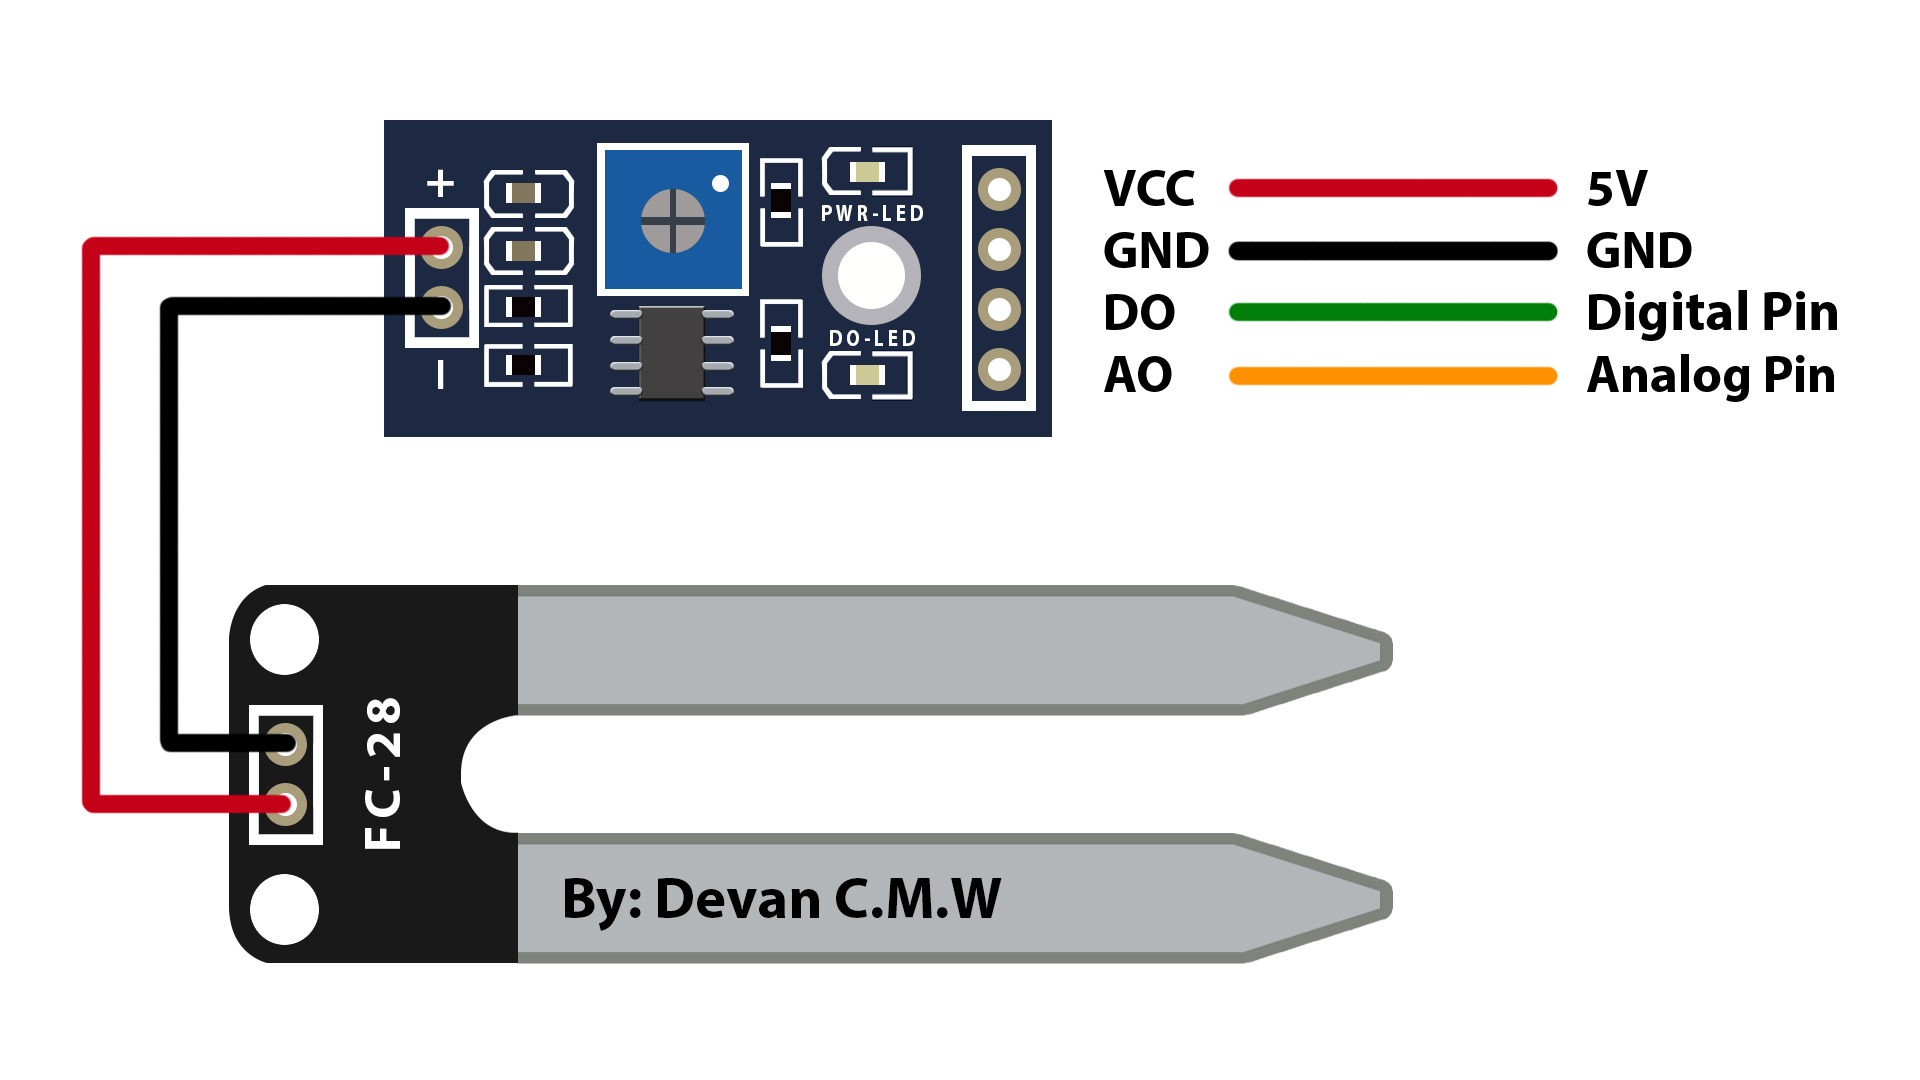 +
−
PWR-LED
DO-LED
VCC 5V
GND GND
DO Digital Pin
AO Analog Pin
FC-28
By: Devan C.M.W